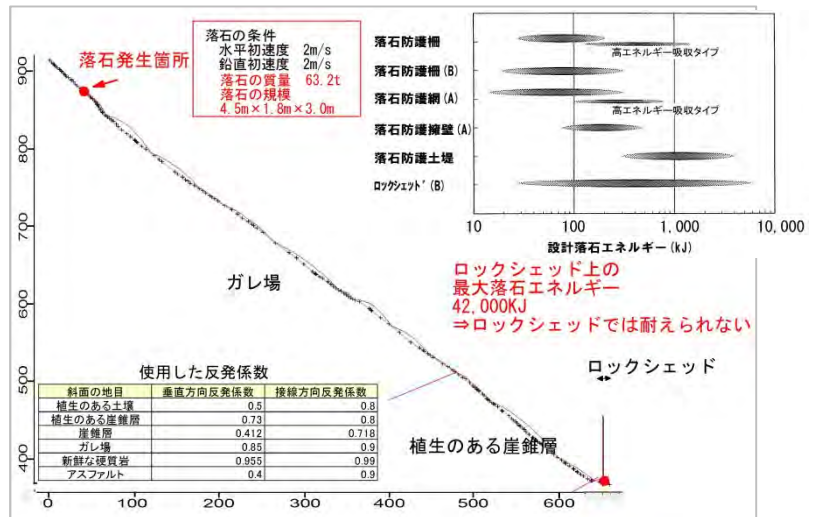 落石の条件
水平初速度 2m/s
鉛直初速度 2m/s
落石の質量 63.2t
落石の規模
4.5m×1.8m×3.0m
落石発生箇所
900
800
700
600
500
400
0
100
200
300
400
500
600
ガレ場
植生のある崖錐層
ロックシェッド
落石防護柵
高エネルギー吸収タイプ
落石防護柵(B)
落石防護網(A)
高エネルギー吸収タイプ
落石防護擁壁(A)
落石防護土堤
ロックシェッド(B)
10 100 1,000 10,000
設計落石エネルギー(kJ)
ロックシェッド上の
最大落石エネルギー
42,000KJ
⇒ロックシェッドでは耐えられない
使用した反発係数
斜面の地目 垂直方向反発係数 接線方向反発係数
植生のある土壌 0.5 0.8
植生のある崖錐層 0.73 0.8
崖錐層 0.412 0.718
ガレ場 0.85 0.9
新鮮な硬質岩 0.955 0.99
アスファルト 0.4 0.9